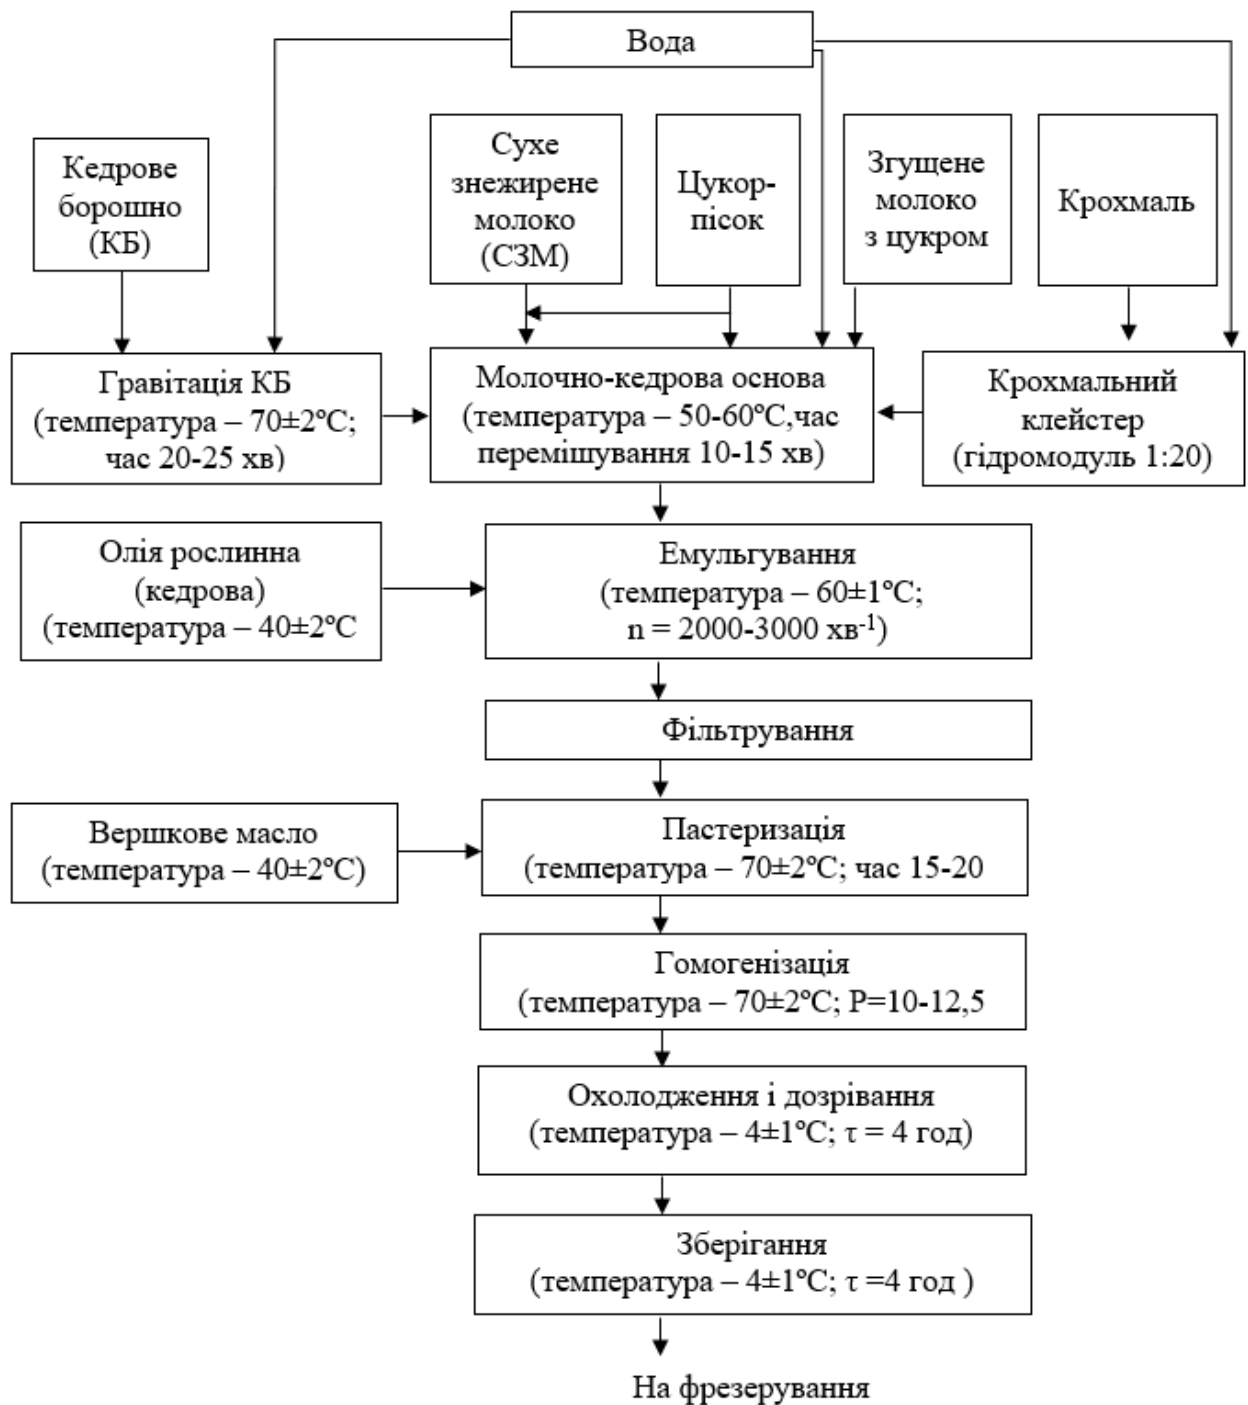 Вода
Кедрове
борошно
(КБ)
Сухе
знежирене
молоко
(СЗМ)
Цукор-
пісок
Згущене
молоко
з цукром
Крохмаль
Гравітація КБ
(температура – 70±2ºС;
час 20-25 хв)
Молочно-кедрова основа
(температура – 50-60ºС,час
перемішування 10-15 хв)
Крохмальний
клейстер
(гідромодуль 1:20)
Олія рослинна
(кедрова)
(температура – 40±2ºС
Емульгування
(температура – 60±1ºС;
n = 2000-3000 хв⁻¹)
Фільтрування
Вершкове масло
(температура – 40±2ºС)
Пастеризація
(температура – 70±2ºС; час 15-20
Гомогенізація
(температура – 70±2ºС; Р=10-12,5
Охолодження і дозрівання
(температура – 4±1ºС; τ = 4 год)
Зберігання
(температура – 4±1ºС; τ =4 год )
На фрезерування